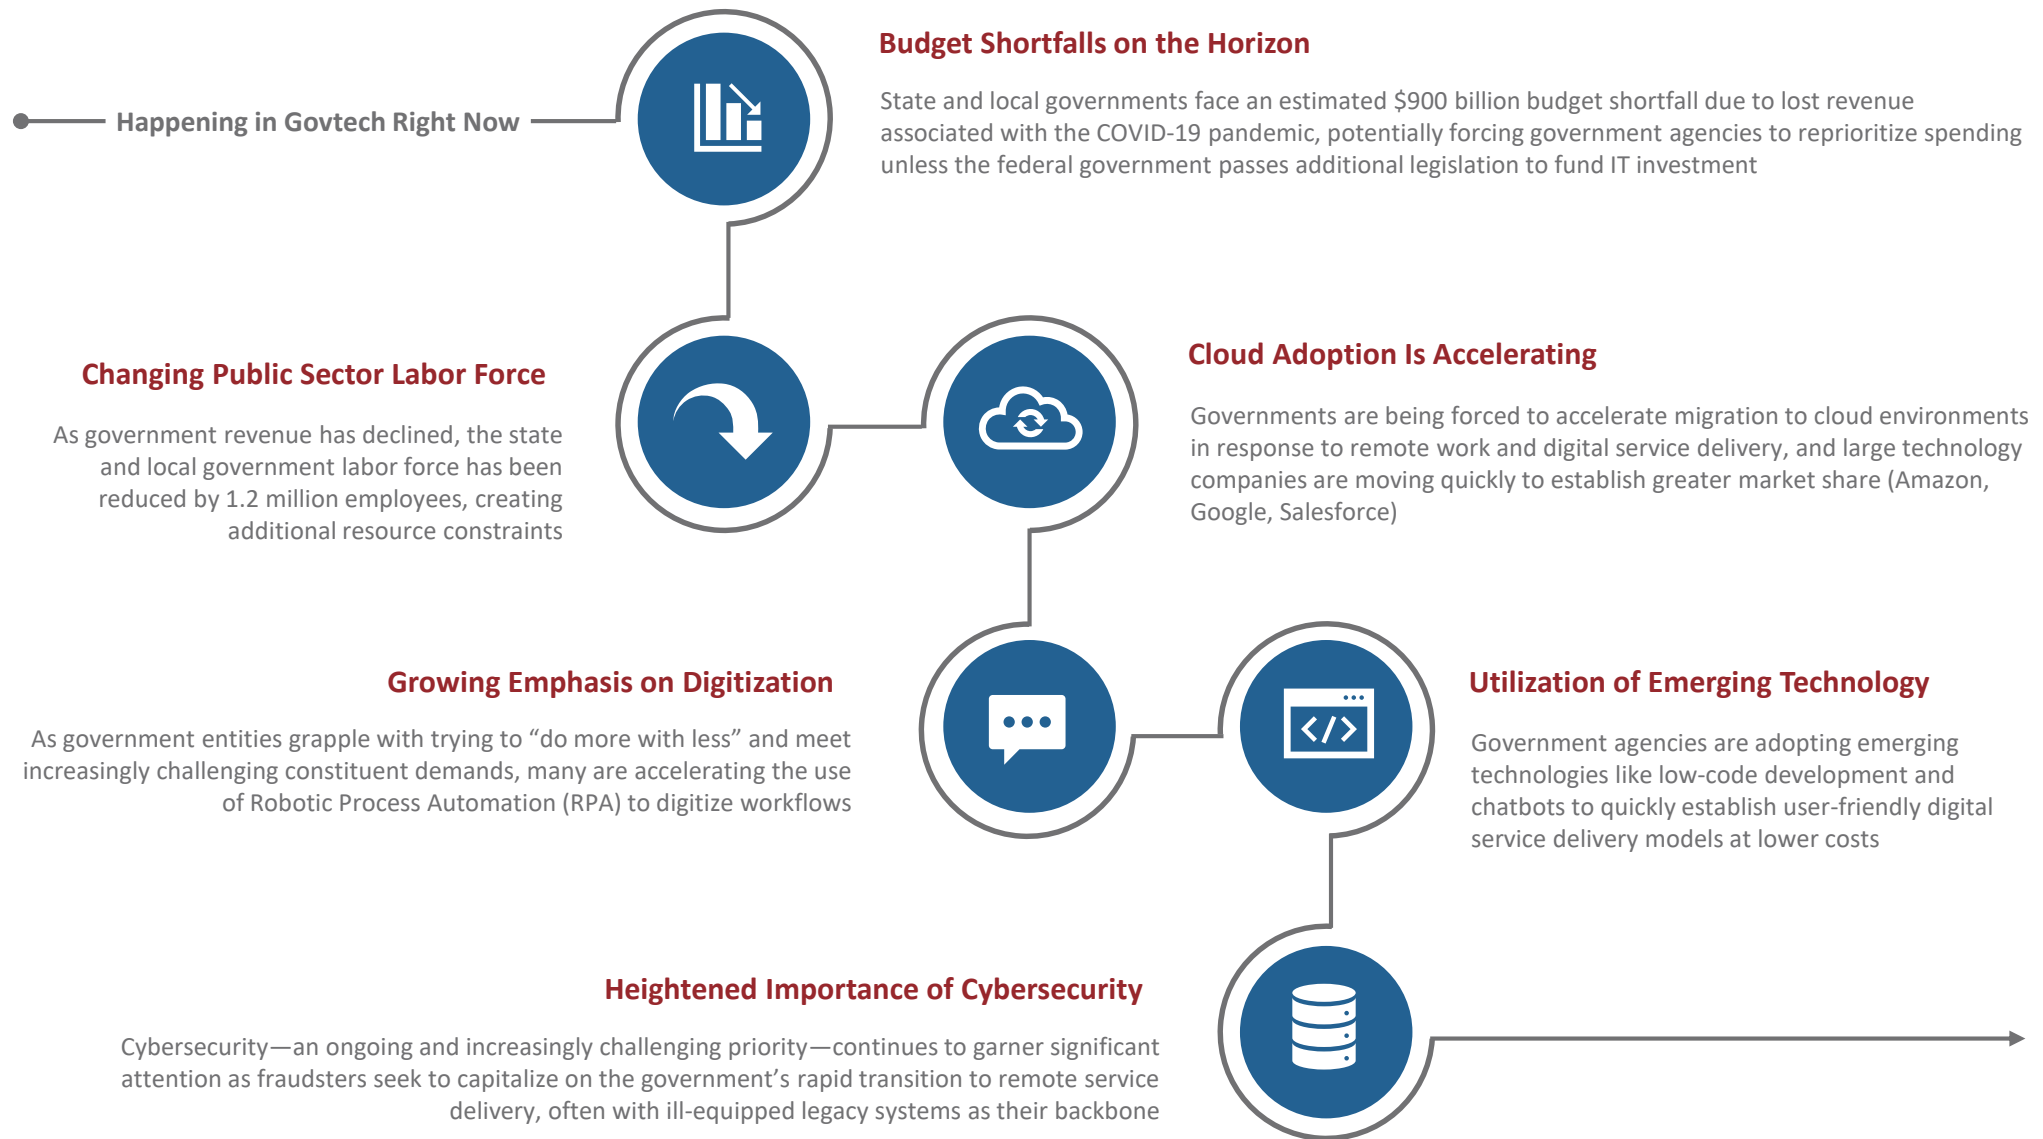 Happening in Govtech Right Now
Budget Shortfalls on the Horizon
State and local governments face an estimated $900 billion budget shortfall due to lost revenue
associated with the COVID-19 pandemic, potentially forcing government agencies to reprioritize spending
unless the federal government passes additional legislation to fund IT investment
Changing Public Sector Labor Force
As government revenue has declined, the state
and local government labor force has been
reduced by 1.2 million employees, creating
additional resource constraints
Cloud Adoption Is Accelerating
Governments are being forced to accelerate migration to cloud environments
in response to remote work and digital service delivery, and large technology
companies are moving quickly to establish greater market share (Amazon,
Google, Salesforce)
Growing Emphasis on Digitization
As government entities grapple with trying to “do more with less” and meet
increasingly challenging constituent demands, many are accelerating the use
of Robotic Process Automation (RPA) to digitize workflows
Utilization of Emerging Technology
Government agencies are adopting emerging
technologies like low-code development and
chatbots to quickly establish user-friendly digital
service delivery models at lower costs
Heightened Importance of Cybersecurity
Cybersecurity—an ongoing and increasingly challenging priority—continues to garner significant
attention as fraudsters seek to capitalize on the government’s rapid transition to remote service
delivery, often with ill-equipped legacy systems as their backbone